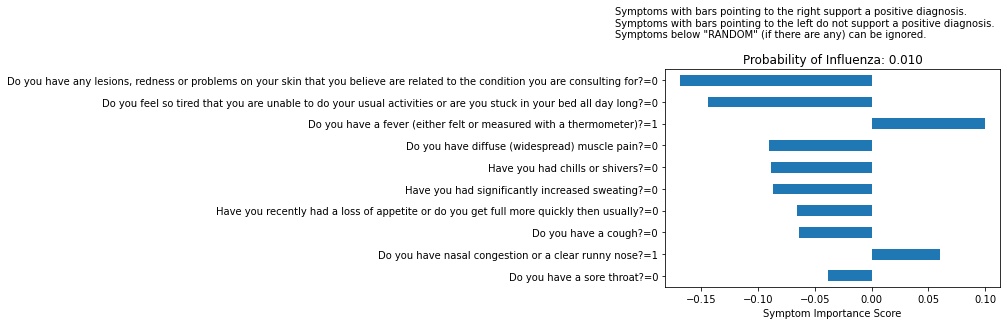 Symptoms with bars pointing to the right support a positive diagnosis.
Symptoms with bars pointing to the left do not support a positive diagnosis.
Symptoms below "RANDOM" (if there are any) can be ignored.
Probability of Influenza: 0.010
Do you have any lesions, redness or problems on your skin that you believe are related to the condition you are consulting for?=0
Do you feel so tired that you are unable to do your usual activities or are you stuck in your bed all day long?=0
Do you have a fever (either felt or measured with a thermometer)?=1
Do you have diffuse (widespread) muscle pain?=0
Have you had chills or shivers?=0
Have you had significantly increased sweating?=0
Have you recently had a loss of appetite or do you get full more quickly then usually?=0
Do you have a cough?=0
Do you have nasal congestion or a clear runny nose?=1
Do you have a sore throat?=0
−0.15 −0.10 −0.05 0.00 0.05 0.10
Symptom Importance Score